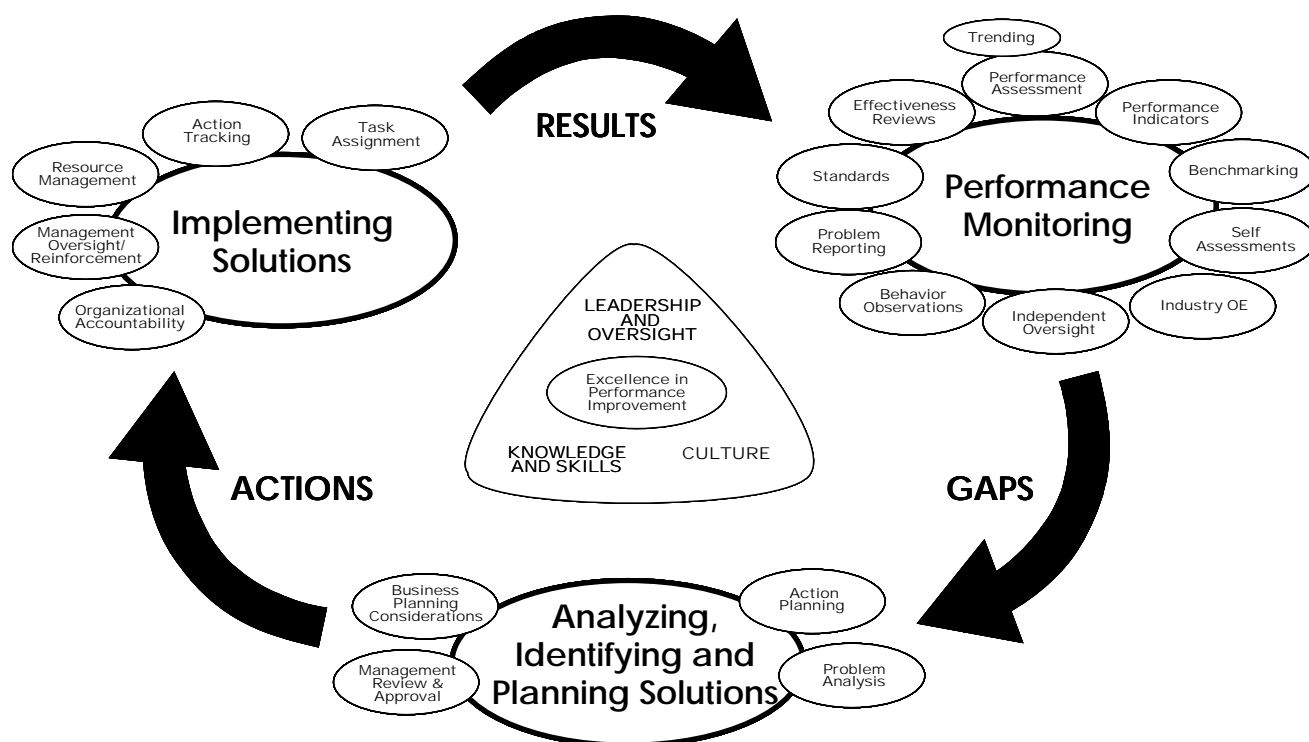 Trending
Performance
Assessment
Effectiveness
Reviews
Performance
Indicators
Standards
Benchmarking
Performance
Monitoring
Problem
Reporting
Self
Assessments
Behavior
Observations
Independent
Oversight
Industry OE
RESULTS
Action
Tracking
Task
Assignment
Resource
Management
Implementing
Solutions
Management
Oversight/
Reinforcement
Organizational
Accountability
LEADERSHIP
AND
OVERSIGHT
Excellence in
Performance
Improvement
KNOWLEDGE
AND SKILLS
CULTURE
ACTIONS
GAPS
Business
Planning
Considerations
Action
Planning
Analyzing,
Identifying and
Planning Solutions
Management
Review &
Approval
Problem
Analysis